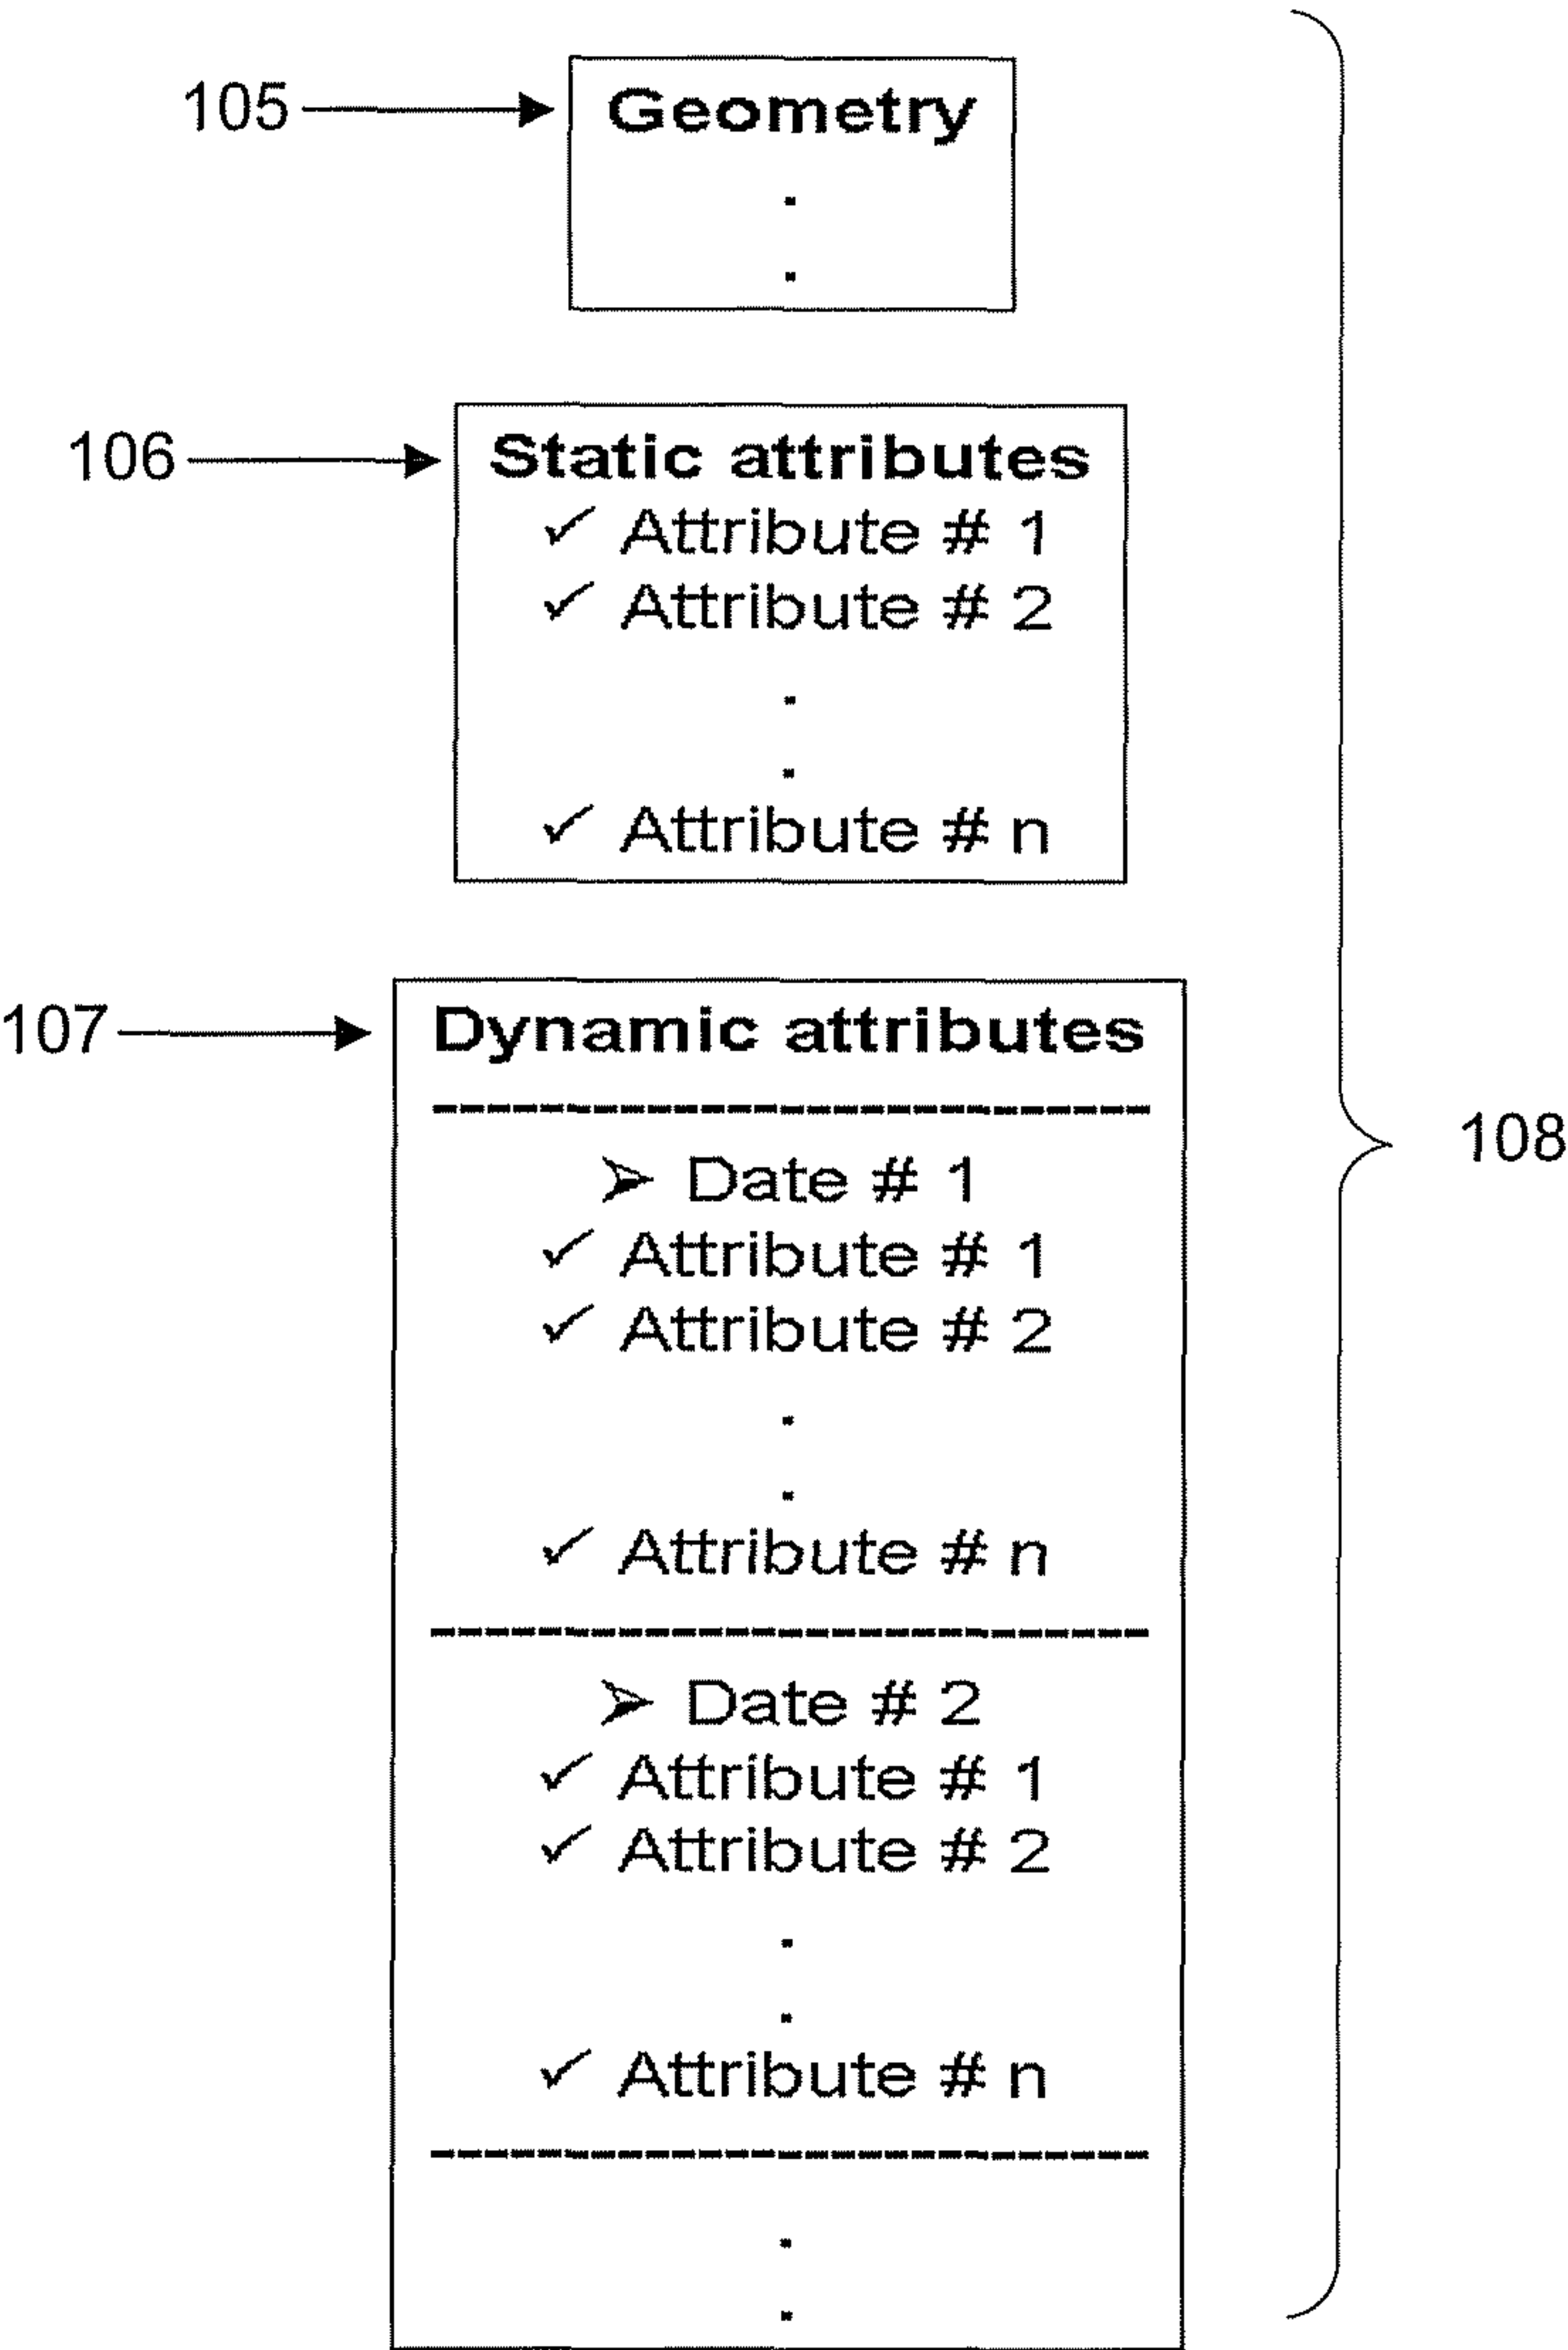 105
Geometry
.
.
106
Static attributes
✓ Attribute # 1
✓ Attribute # 2
.
.
✓ Attribute # n
107
Dynamic attributes
---------------------------
➢ Date # 1
✓ Attribute # 1
✓ Attribute # 2
.
.
✓ Attribute # n
---------------------------
➢ Date # 2
✓ Attribute # 1
✓ Attribute # 2
.
.
✓ Attribute # n
---------------------------
.
.
108